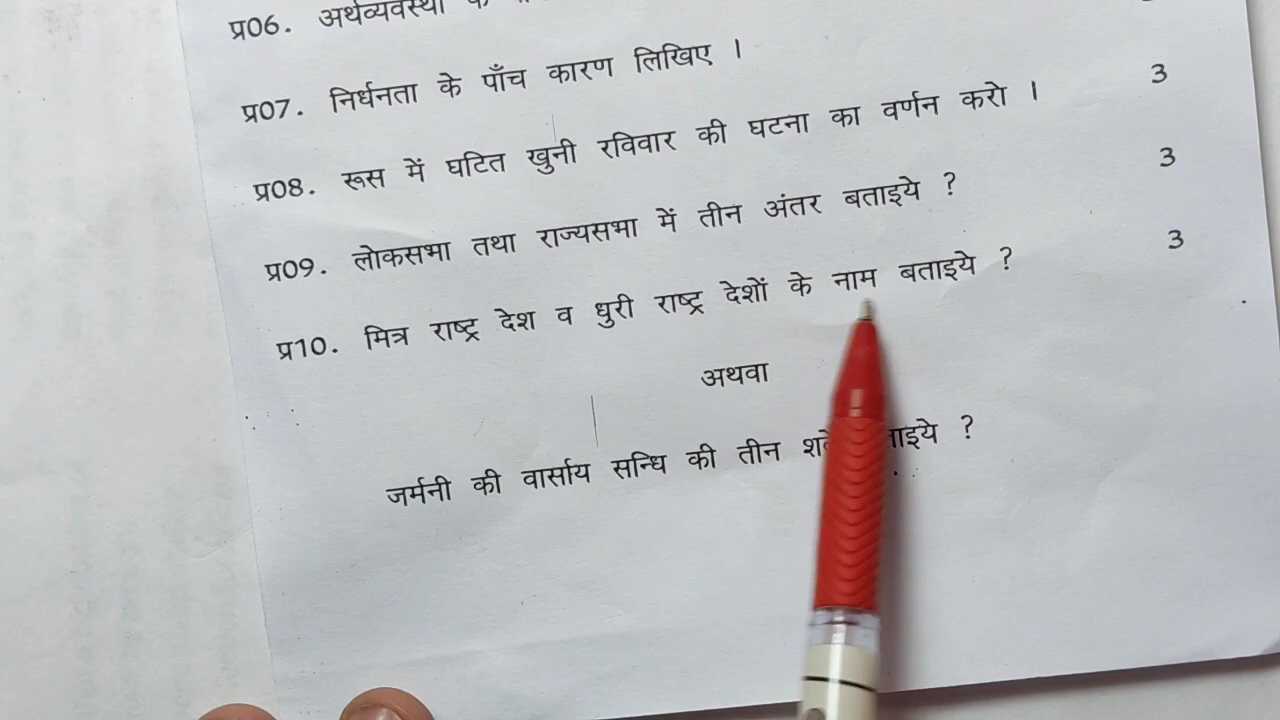 प्र06. अर्थव्यवस्था
प्र07. निर्धनता के पाँच कारण लिखिए ।
प्र08. रूस में घटित खुनी रविवार की घटना का वर्णन करो । 3
प्र09. लोकसभा तथा राज्यसभा में तीन अंतर बताइये ? 3
प्र10. मित्र राष्ट्र देश व धुरी राष्ट्र देशों के नाम बताइये ? 3
अथवा
जर्मनी की वार्साय सन्धि की तीन ?